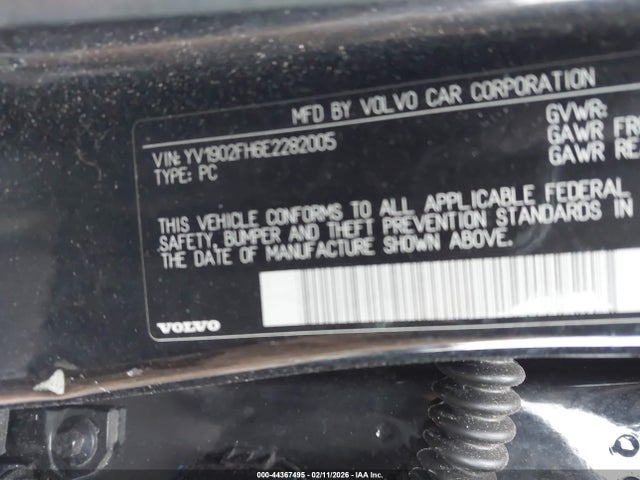 MFD BY VOLVO CAR CORPORATION
VIN: YV1902FH6E2282005
TYPE: PC
GVWR:
GAWR FRO
GAWR REA
THIS VEHICLE CONFORMS TO ALL APPLICABLE FEDERAL
SAFETY, BUMPER AND THEFT PREVENTION STANDARDS IN
THE DATE OF MANUFACTURE SHOWN ABOVE.
VOLVO
000-44367495 - 02/11/2026 - IAA Inc.